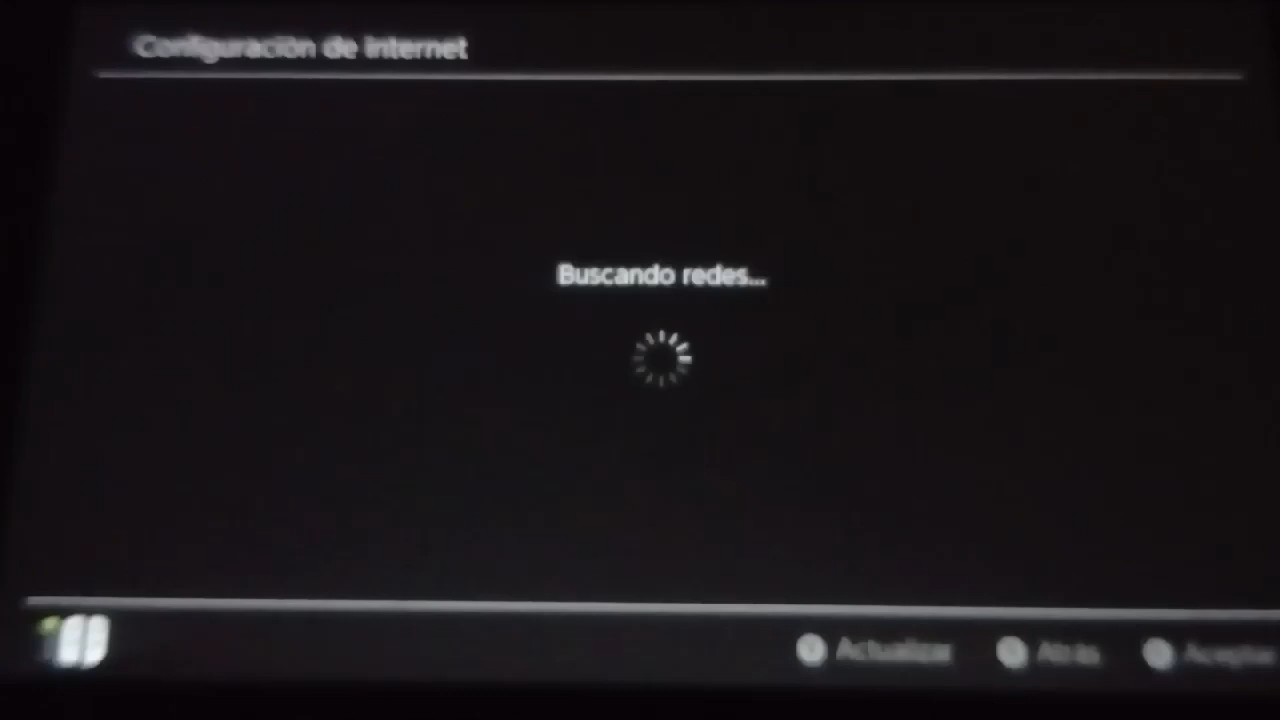 Configuración de Internet
Buscando redes...
Actualizar Atrás Aceptar